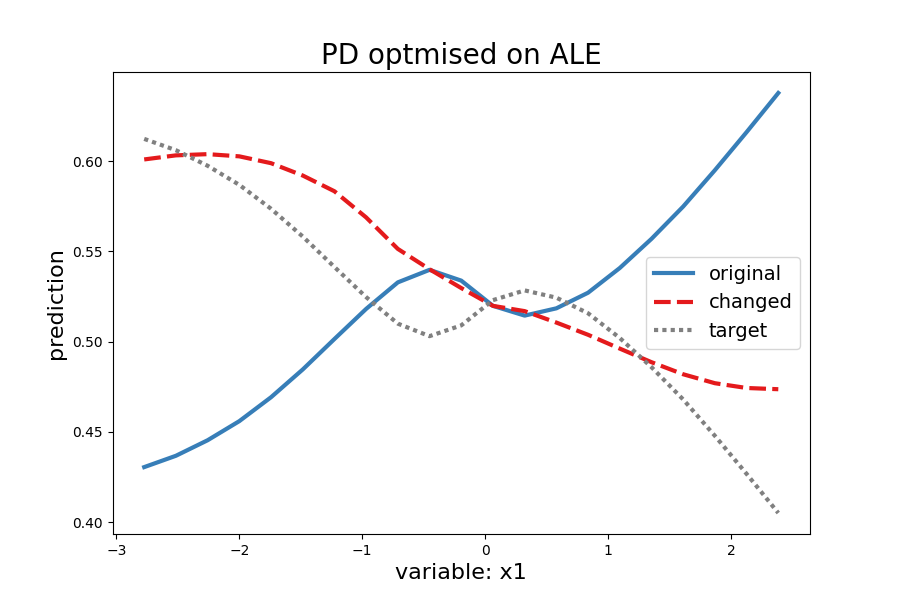 PD optmised on ALE
prediction
0.60
0.55
0.50
0.45
0.40
original
changed
target
−3
−2
−1
0
1
2
variable: x1